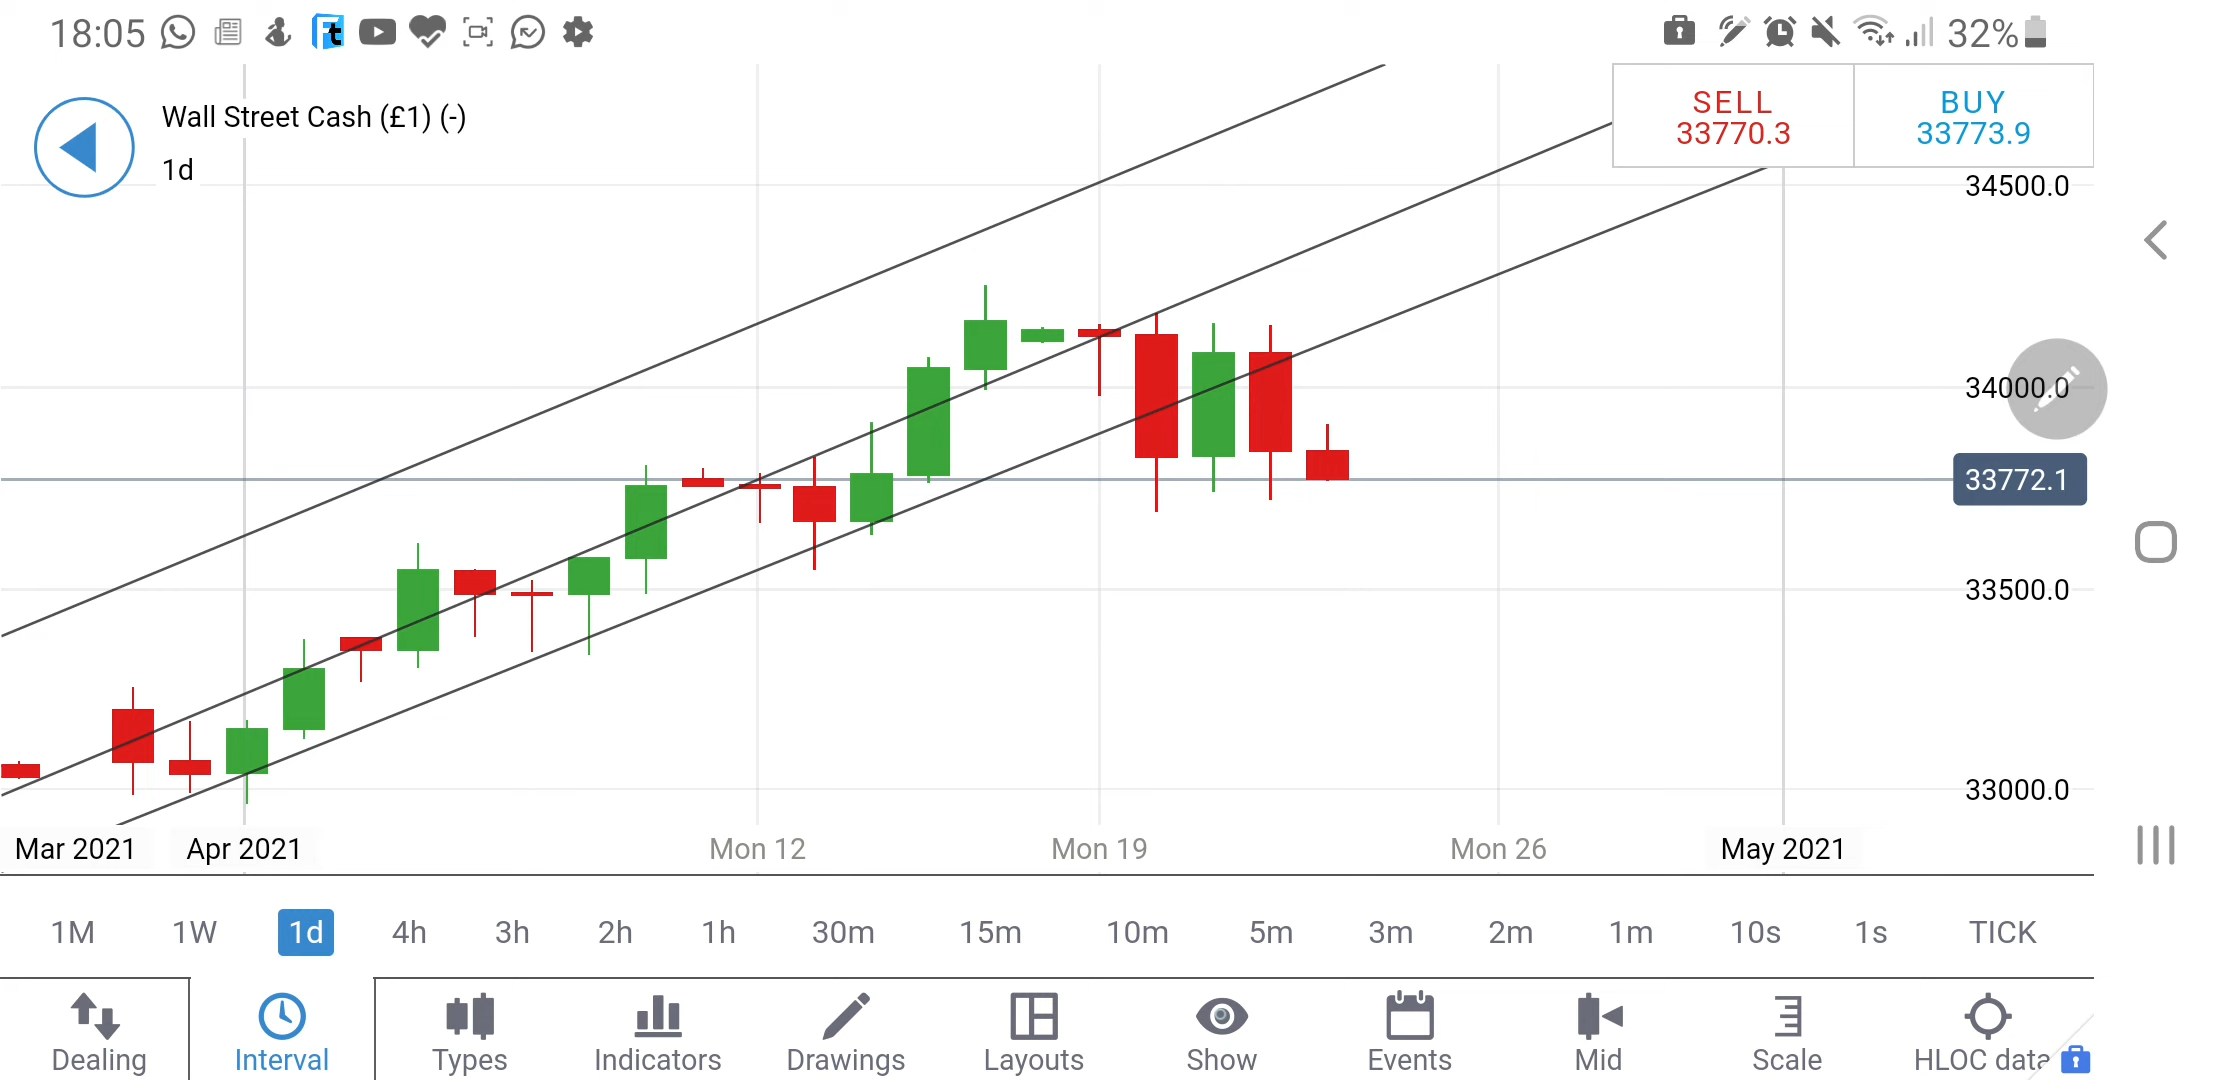 18:05
32%
Wall Street Cash (£1) (-)
1d
SELL
33770.3
BUY
33773.9
34500.0
34000.0
33772.1
33500.0
33000.0
Mar 2021 Apr 2021 Mon 12 Mon 19 Mon 26 May 2021
1M 1W 1d 4h 3h 2h 1h 30m 15m 10m 5m 3m 2m 1m 10s 1s TICK
Dealing Interval Types Indicators Drawings Layouts Show Events Mid Scale HLOC data